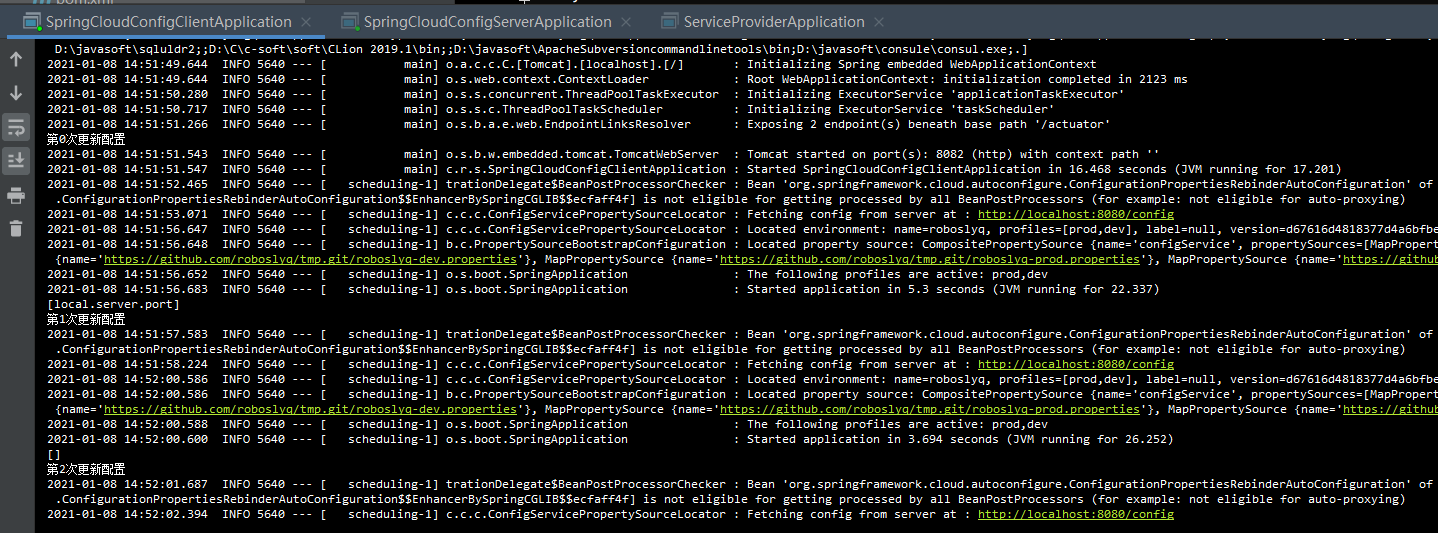 SpringCloudConfigClientApplication SpringCloudConfigServerApplication ServiceProviderApplication
D:\javasoft\sqluldr2;;D:\C\c-soft\soft\CLion 2019.1\bin;;D:\javasoft\ApacheSubversioncommandlinetools\bin;D:\javasoft\consule\consul.exe;.]
2021-01-08 14:51:49.644  INFO 5640 --- [           main] o.a.c.c.C.[Tomcat].[localhost].[/]       : Initializing Spring embedded WebApplicationContext
2021-01-08 14:51:49.644  INFO 5640 --- [           main] o.s.web.context.ContextLoader            : Root WebApplicationContext: initialization completed in 2123 ms
2021-01-08 14:51:50.280  INFO 5640 --- [           main] o.s.s.concurrent.ThreadPoolTaskExecutor  : Initializing ExecutorService 'applicationTaskExecutor'
2021-01-08 14:51:50.717  INFO 5640 --- [           main] o.s.s.c.ThreadPoolTaskScheduler          : Initializing ExecutorService 'taskScheduler'
2021-01-08 14:51:51.266  INFO 5640 --- [           main] o.s.b.a.e.web.EndpointLinksResolver      : Exposing 2 endpoint(s) beneath base path '/actuator'
第0次更新配置
2021-01-08 14:51:51.543  INFO 5640 --- [           main] o.s.b.w.embedded.tomcat.TomcatWebServer  : Tomcat started on port(s): 8082 (http) with context path ''
2021-01-08 14:51:51.547  INFO 5640 --- [           main] c.r.s.SpringCloudConfigClientApplication : Started SpringCloudConfigClientApplication in 16.468 seconds (JVM running for 17.201)
2021-01-08 14:51:52.465  INFO 5640 --- [   scheduling-1] trationDelegate$BeanPostProcessorChecker : Bean 'org.springframework.cloud.autoconfigure.ConfigurationPropertiesRebinderAutoConfiguration' of
.ConfigurationPropertiesRebinderAutoConfiguration$$EnhancerBySpringCGLIB$$ecfaff4f] is not eligible for getting processed by all BeanPostProcessors (for example: not eligible for auto-proxying)
2021-01-08 14:51:53.071  INFO 5640 --- [   scheduling-1] c.c.c.ConfigServicePropertySourceLocator : Fetching config from server at : http://localhost:8080/config
2021-01-08 14:51:56.647  INFO 5640 --- [   scheduling-1] c.c.c.ConfigServicePropertySourceLocator : Located environment: name=roboslyq, profiles=[prod,dev], label=null, version=d67616d4818377d4a6bfbe
2021-01-08 14:51:56.648  INFO 5640 --- [   scheduling-1] b.c.PropertySourceBootstrapConfiguration : Located property source: CompositePropertySource {name='configService', propertySources=[MapPropert
{name='https://github.com/roboslyq/tmp.git/roboslyq-dev.properties'}, MapPropertySource {name='https://github.com/roboslyq/tmp.git/roboslyq-prod.properties'}, MapPropertySource {name='https://github
2021-01-08 14:51:56.652  INFO 5640 --- [   scheduling-1] o.s.boot.SpringApplication               : The following profiles are active: prod,dev
2021-01-08 14:51:56.683  INFO 5640 --- [   scheduling-1] o.s.boot.SpringApplication               : Started application in 5.3 seconds (JVM running for 22.337)
[local.server.port]
第1次更新配置
2021-01-08 14:51:57.583  INFO 5640 --- [   scheduling-1] trationDelegate$BeanPostProcessorChecker : Bean 'org.springframework.cloud.autoconfigure.ConfigurationPropertiesRebinderAutoConfiguration' of
.ConfigurationPropertiesRebinderAutoConfiguration$$EnhancerBySpringCGLIB$$ecfaff4f] is not eligible for getting processed by all BeanPostProcessors (for example: not eligible for auto-proxying)
2021-01-08 14:51:58.224  INFO 5640 --- [   scheduling-1] c.c.c.ConfigServicePropertySourceLocator : Fetching config from server at : http://localhost:8080/config
2021-01-08 14:52:00.586  INFO 5640 --- [   scheduling-1] c.c.c.ConfigServicePropertySourceLocator : Located environment: name=roboslyq, profiles=[prod,dev], label=null, version=d67616d4818377d4a6bfbe
2021-01-08 14:52:00.586  INFO 5640 --- [   scheduling-1] b.c.PropertySourceBootstrapConfiguration : Located property source: CompositePropertySource {name='configService', propertySources=[MapPropert
{name='https://github.com/roboslyq/tmp.git/roboslyq-dev.properties'}, MapPropertySource {name='https://github.com/roboslyq/tmp.git/roboslyq-prod.properties'}, MapPropertySource {name='https://github
2021-01-08 14:52:00.588  INFO 5640 --- [   scheduling-1] o.s.boot.SpringApplication               : The following profiles are active: prod,dev
2021-01-08 14:52:00.600  INFO 5640 --- [   scheduling-1] o.s.boot.SpringApplication               : Started application in 3.694 seconds (JVM running for 26.252)
[]
第2次更新配置
2021-01-08 14:52:01.687  INFO 5640 --- [   scheduling-1] trationDelegate$BeanPostProcessorChecker : Bean 'org.springframework.cloud.autoconfigure.ConfigurationPropertiesRebinderAutoConfiguration' of
.ConfigurationPropertiesRebinderAutoConfiguration$$EnhancerBySpringCGLIB$$ecfaff4f] is not eligible for getting processed by all BeanPostProcessors (for example: not eligible for auto-proxying)
2021-01-08 14:52:02.394  INFO 5640 --- [   scheduling-1] c.c.c.ConfigServicePropertySourceLocator : Fetching config from server at : http://localhost:8080/config